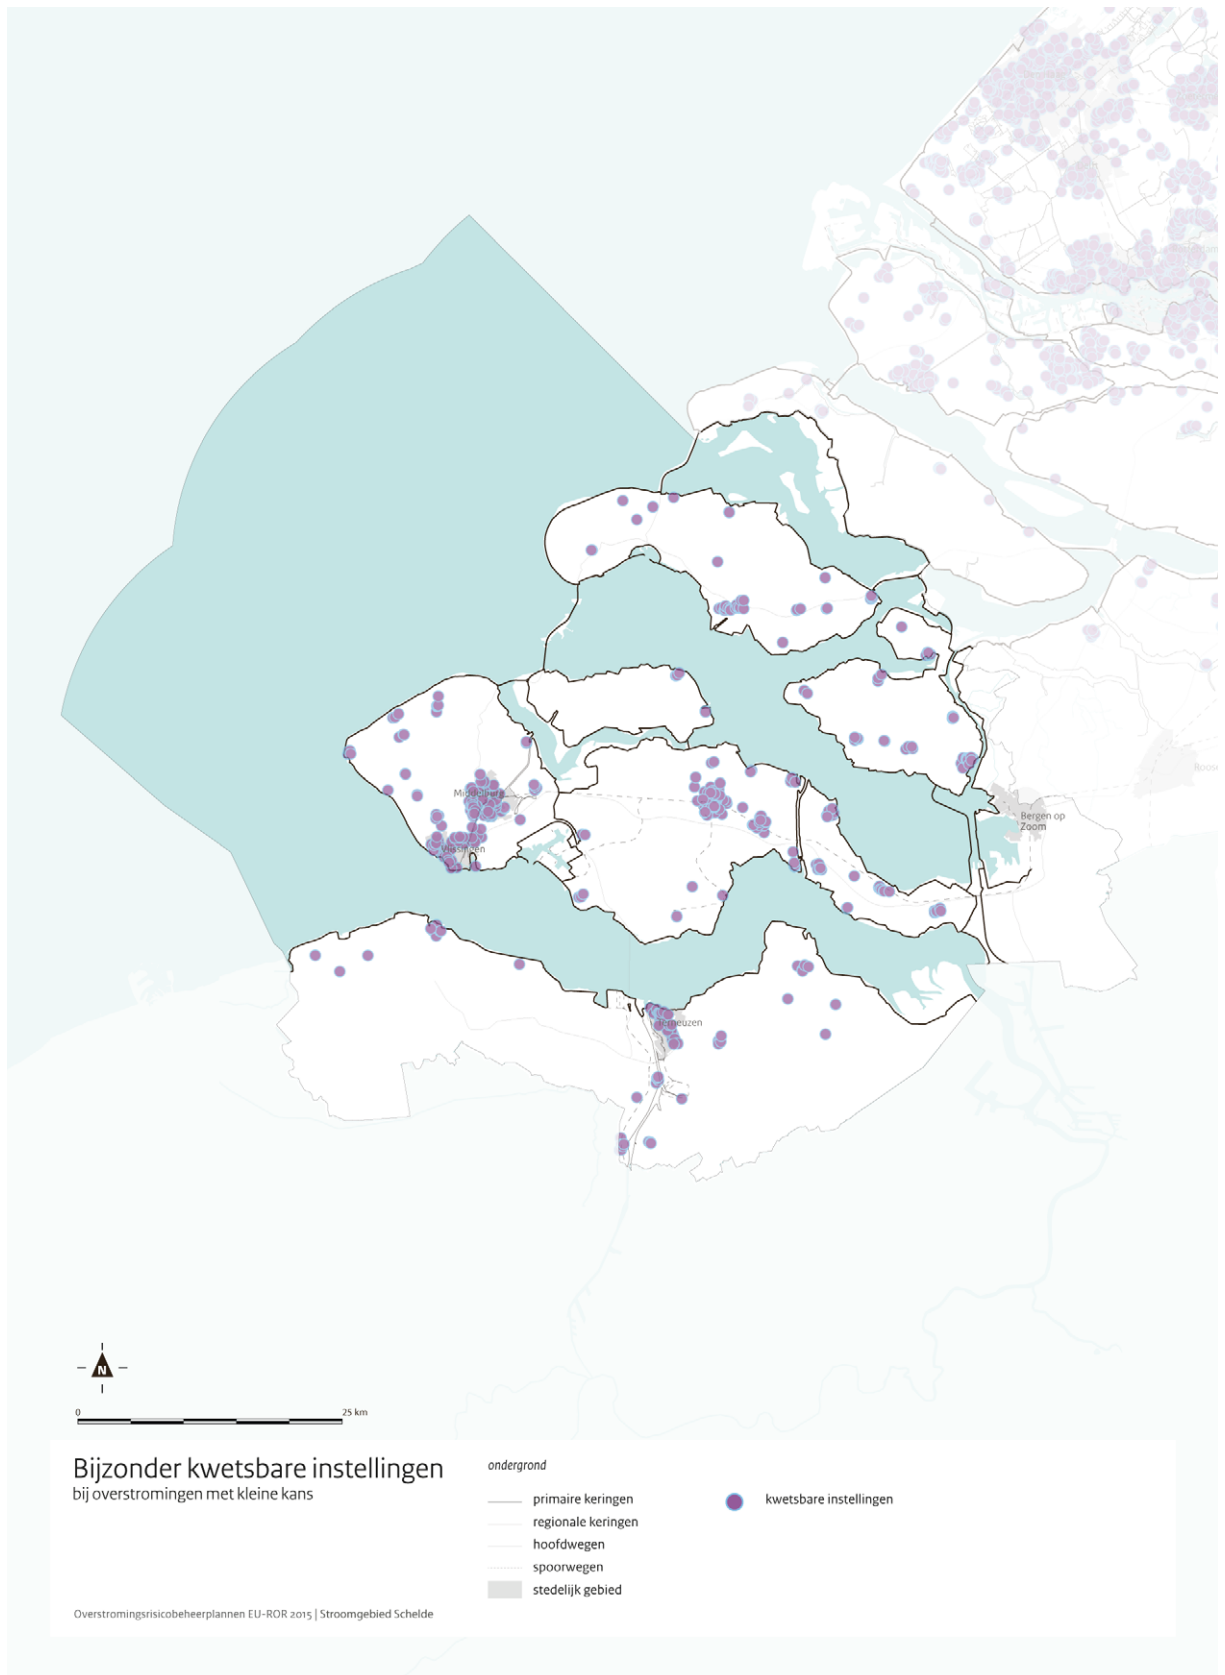 Middelburg
Vlissingen
Bergen op
Zoom
Terneuzen
N
0
25 km
Bijzonder kwetsbare instellingen
bij overstromingen met kleine kans
ondergrond
primaire keringen
regionale keringen
hoofdwegen
spoorwegen
stedelijk gebied
kwetsbare instellingen
Overstromingsrisicobeheerplannen EU-ROR 2015 | Stroomgebied Schelde